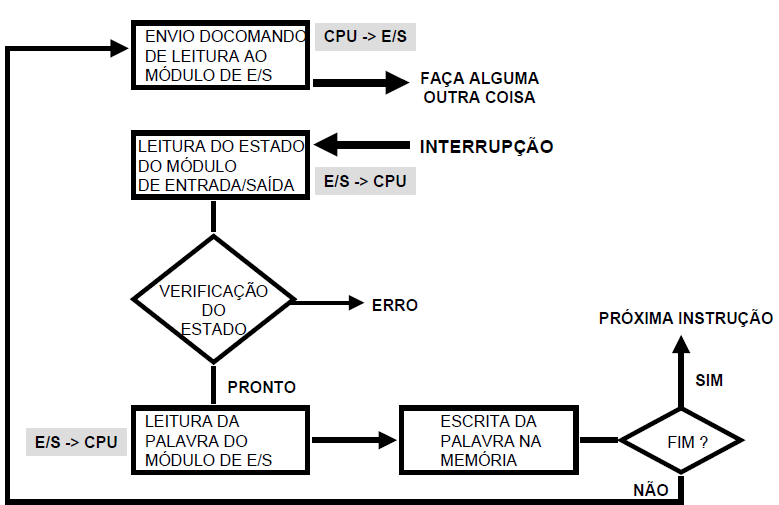 ENVIO DOCOMANDO
DE LEITURA AO
MÓDULO DE E/S
CPU -> E/S
FAÇA ALGUMA
OUTRA COISA
LEITURA DO ESTADO
DO MÓDULO
DE ENTRADA/SAÍDA
INTERRUPÇÃO
E/S -> CPU
VERIFICAÇÃO
DO
ESTADO
ERRO
PRONTO
E/S -> CPU
LEITURA DA
PALAVRA DO
MÓDULO DE E/S
ESCRITA DA
PALAVRA NA
MEMÓRIA
FIM ?
SIM
PRÓXIMA INSTRUÇÃO
NÃO